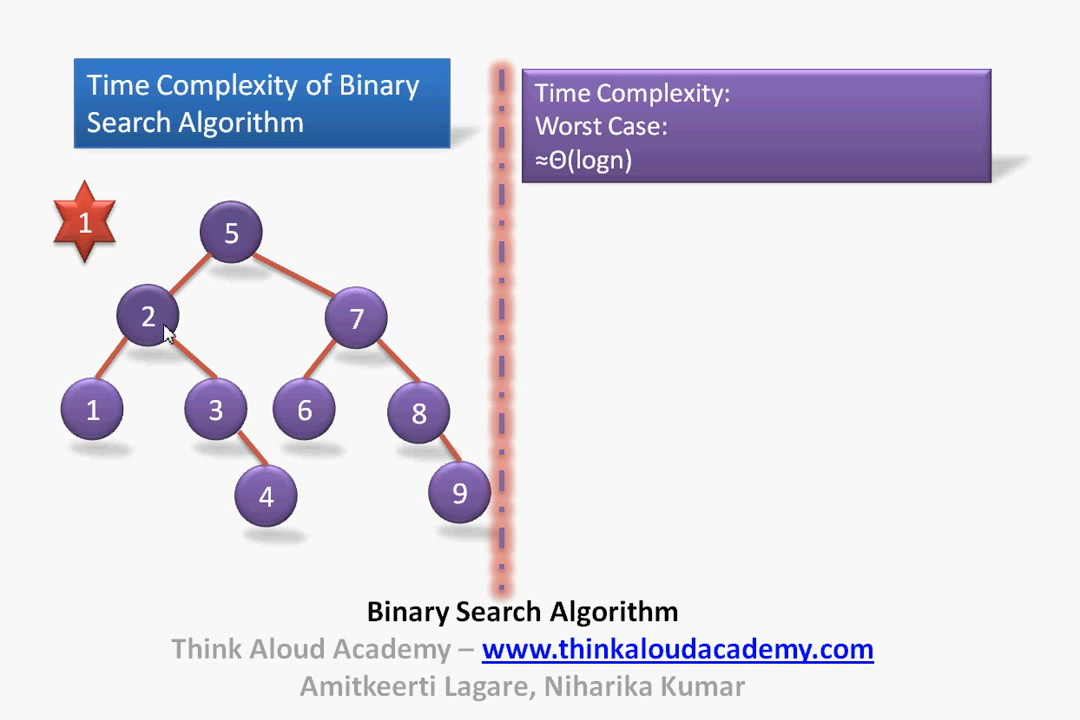 Time Complexity of Binary
Search Algorithm
Time Complexity:
Worst Case:
≈Θ(logn)
1
5
2
7
1
3
6
8
4
9
Binary Search Algorithm
Think Aloud Academy – www.thinkaloudacademy.com
Amitkeerti Lagare, Niharika Kumar